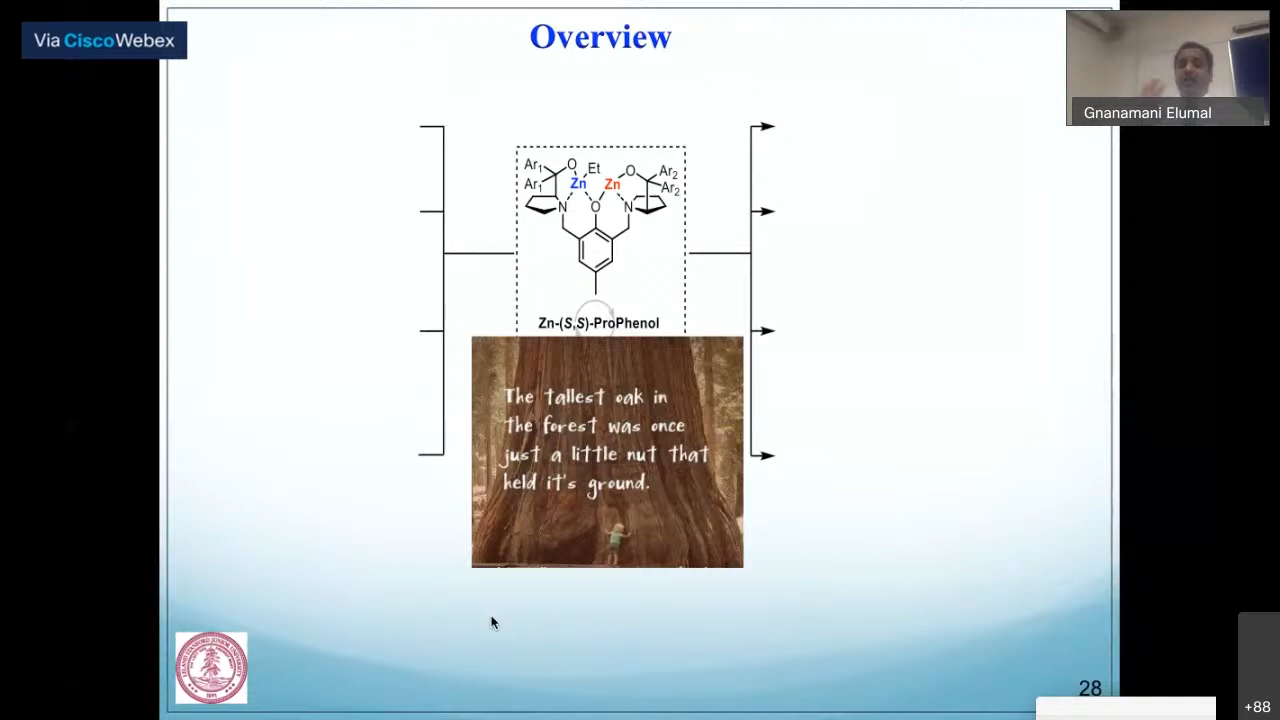 Via Cisco Webex
Overview
Gnanamani Elumal
Ar1
O
Et
O
Ar2
Ar1
Zn
Zn
Ar2
N
O
N
Zn-(S,S)-ProPhenol
The tallest oak in
the forest was once
just a little nut that
held it's ground.
28
+88